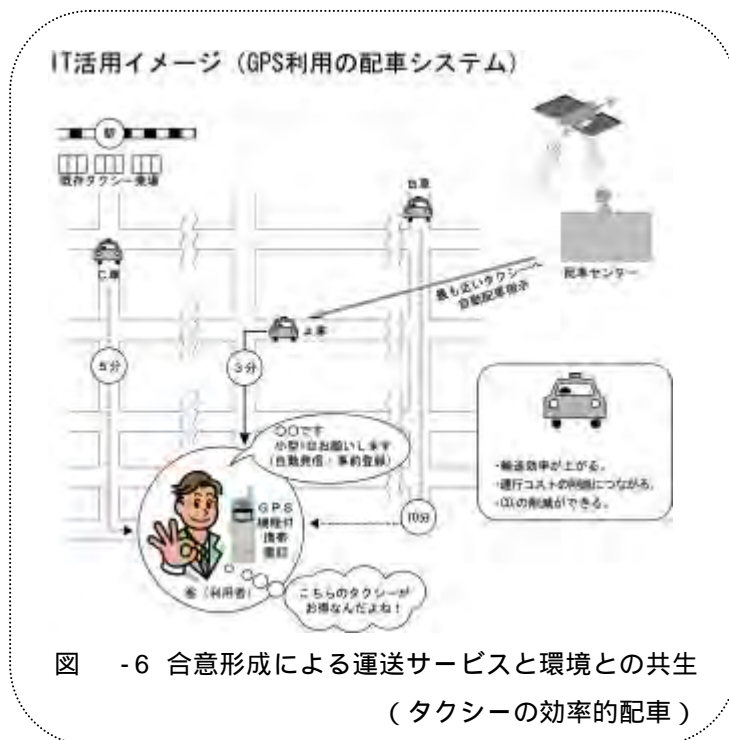 IT活用イメージ（GPS利用の配車システム）
駅
既存タクシー乗場
B車
C車
配車センター
最も近いタクシーへ
自動配車指示
A車
5分
3分
〇〇です
小型1台お願いします
(自動発信・事前登録)
・輸送効率が上がる。
・運行コストの削減につながる。
・CO₂の削減ができる。
GPS
機能付
携帯
電話
10分
客（利用者）
こちらのタクシーが
お得なんだよね！
図　-6 合意形成による運送サービスと環境との共生
（タクシーの効率的配車）